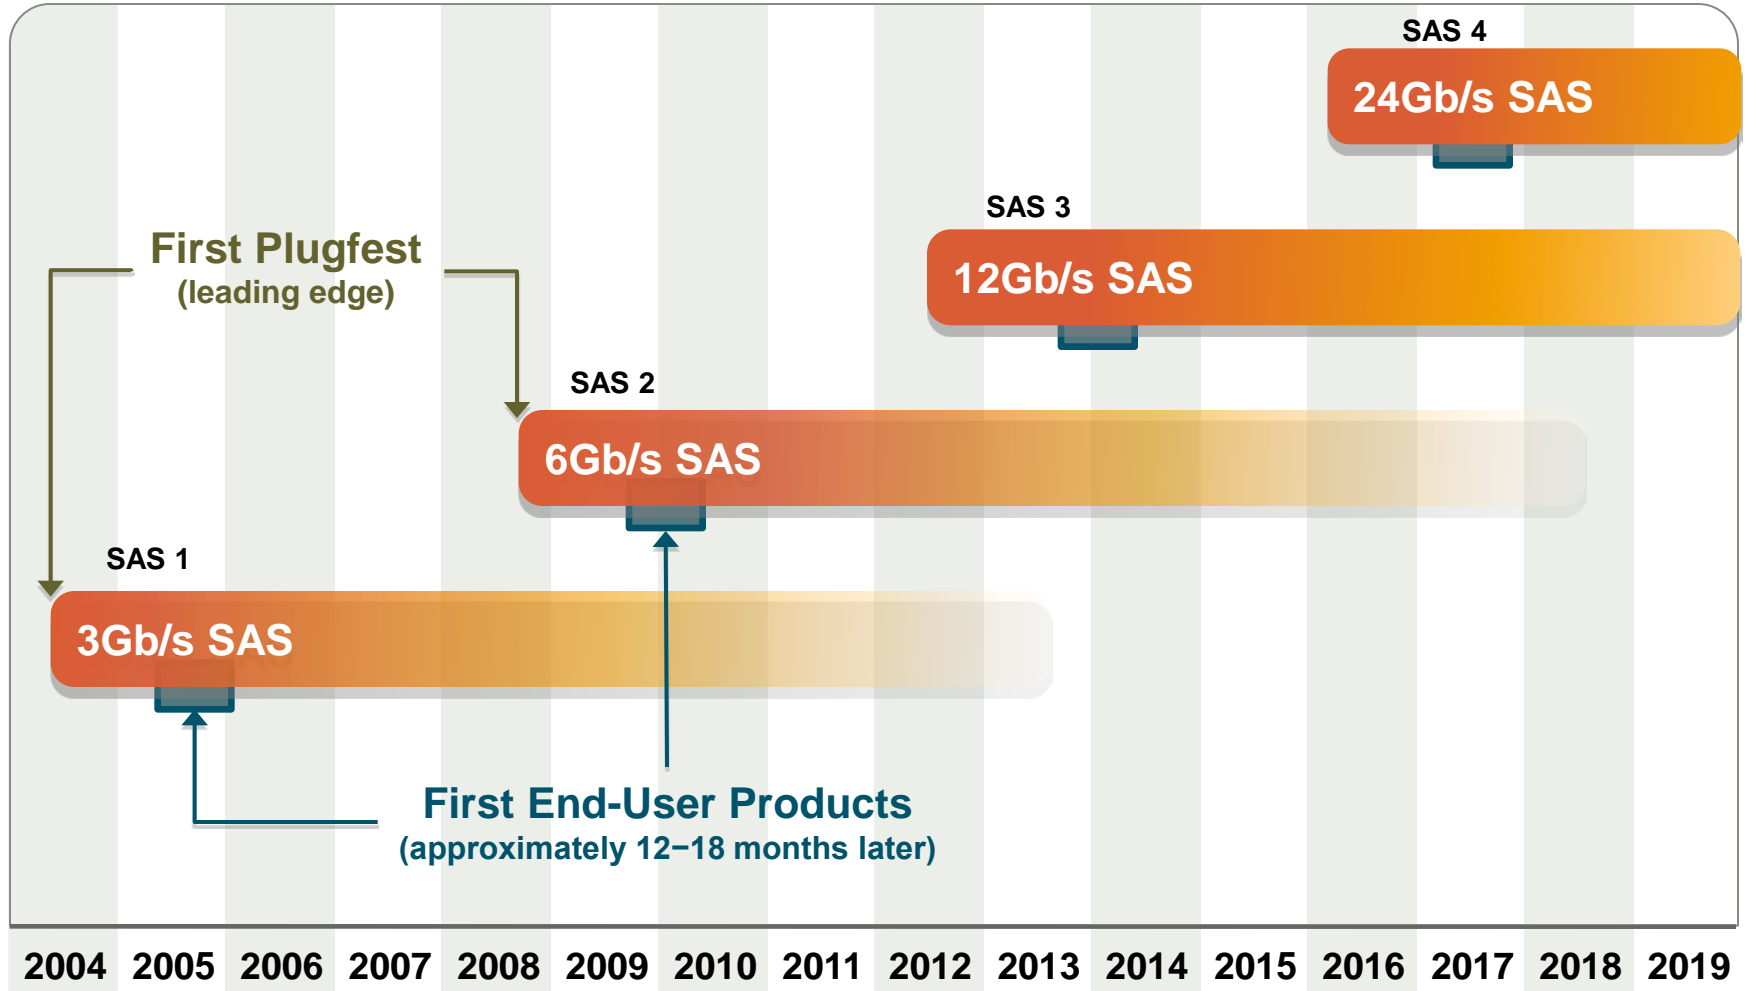 SAS 4
24Gb/s SAS
SAS 3
12Gb/s SAS
First Plugfest
(leading edge)
SAS 2
6Gb/s SAS
SAS 1
3Gb/s SAS
First End-User Products
(approximately 12–18 months later)
2004 2005 2006 2007 2008 2009 2010 2011 2012 2013 2014 2015 2016 2017 2018 2019